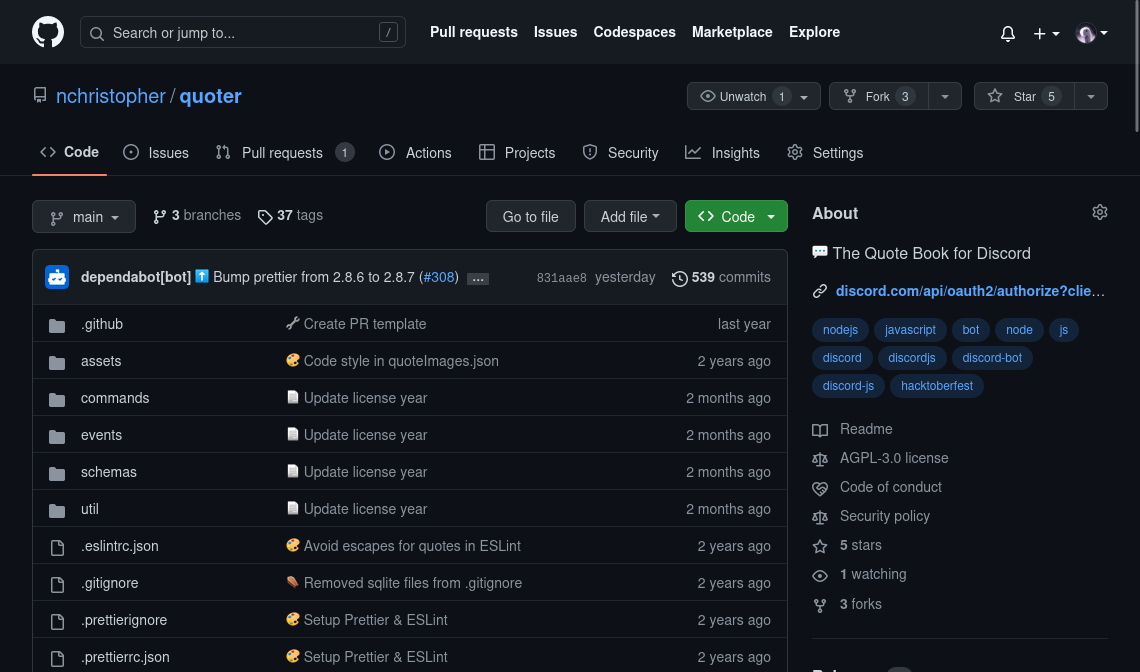 Search or jump to... /
Pull requests Issues Codespaces Marketplace Explore
nchristopher / quoter
Unwatch 1 Fork 3 Star 5
Code Issues Pull requests 1 Actions Projects Security Insights Settings
main 3 branches 37 tags Go to file Add file Code
dependabot[bot] ⬆️ Bump prettier from 2.8.6 to 2.8.7 (#308) ... 831aae8 yesterday 539 commits
.github 🔧 Create PR template last year
assets 🎨 Code style in quoteImages.json 2 years ago
commands 📄 Update license year 2 months ago
events 📄 Update license year 2 months ago
schemas 📄 Update license year 2 months ago
util 📄 Update license year 2 months ago
.eslintrc.json 🎨 Avoid escapes for quotes in ESLint 2 years ago
.gitignore Removed sqlite files from .gitignore 2 years ago
.prettierignore 🎨 Setup Prettier & ESLint 2 years ago
.prettierrc.json 🎨 Setup Prettier & ESLint 2 years ago
About
💬 The Quote Book for Discord
discord.com/api/oauth2/authorize?clie...
nodejs javascript bot node js
discord discordjs discord-bot
discord-js hacktoberfest
Readme
AGPL-3.0 license
Code of conduct
Security policy
5 stars
1 watching
3 forks